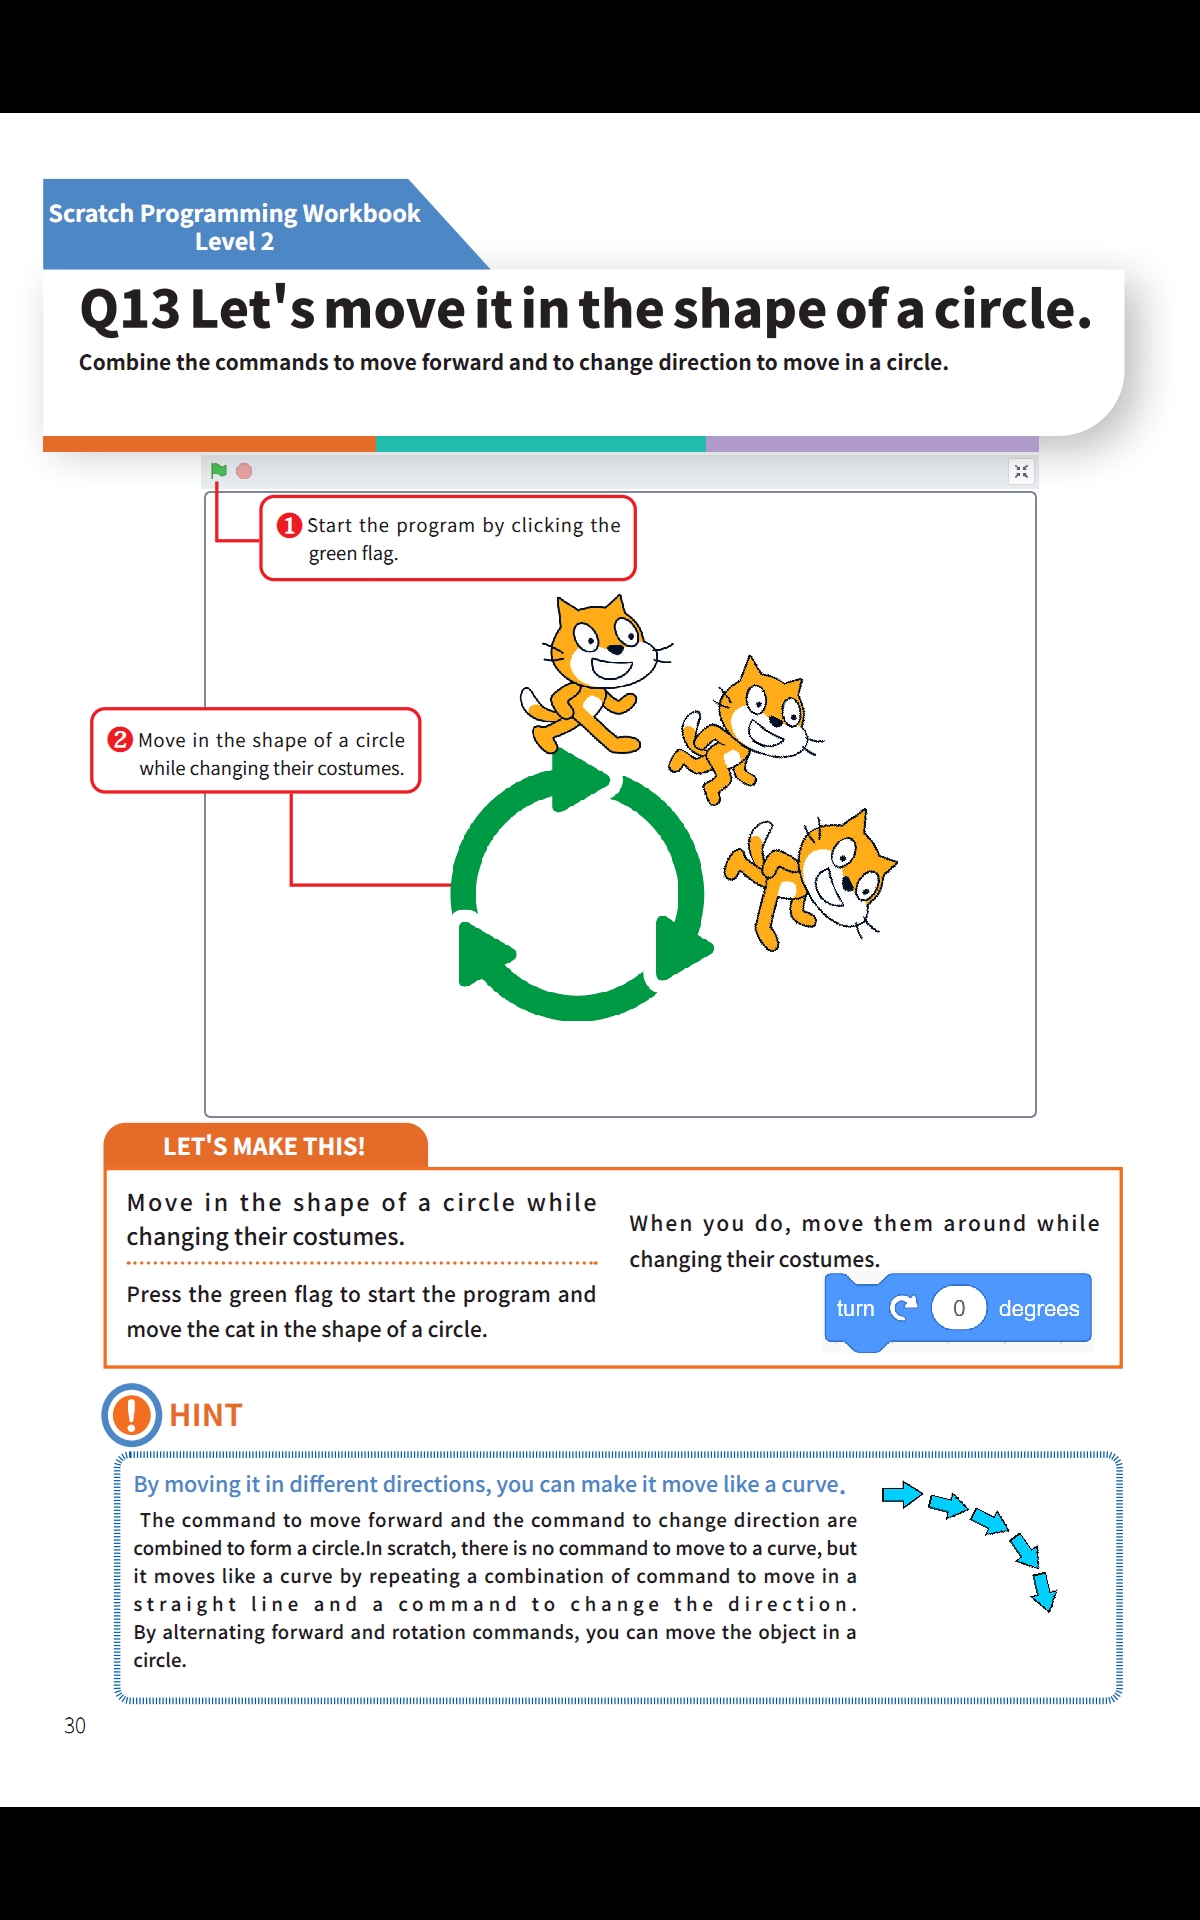 Scratch Programming Workbook
Level 2
Q13 Let's move it in the shape of a circle.
Combine the commands to move forward and to change direction to move in a circle.
1 Start the program by clicking the
green flag.
2 Move in the shape of a circle
while changing their costumes.
LET'S MAKE THIS!
Move in the shape of a circle while
changing their costumes.
Press the green flag to start the program and
move the cat in the shape of a circle.
When you do, move them around while
changing their costumes.
turn 0 degrees
! HINT
By moving it in different directions, you can make it move like a curve.
The command to move forward and the command to change direction are
combined to form a circle.In scratch, there is no command to move to a curve, but
it moves like a curve by repeating a combination of command to move in a
straight line and a command to change the direction.
By alternating forward and rotation commands, you can move the object in a
circle.
30